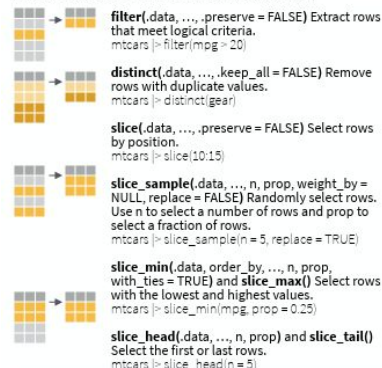 filter(.data, …, .preserve = FALSE) Extract rows
that meet logical criteria.
mtcars |> filter(mpg > 20)
distinct(.data, …, .keep_all = FALSE) Remove
rows with duplicate values.
mtcars |> distinct(gear)
slice(.data, …, .preserve = FALSE) Select rows
by position.
mtcars |> slice(10:15)
slice_sample(.data, …, n, prop, weight_by =
NULL, replace = FALSE) Randomly select rows.
Use n to select a number of rows and prop to
select a fraction of rows.
mtcars |> slice_sample(n = 5, replace = TRUE)
slice_min(.data, order_by, …, n, prop,
with_ties = TRUE) and slice_max() Select rows
with the lowest and highest values.
mtcars |> slice_min(mpg, prop = 0.25)
slice_head(.data, …, n, prop) and slice_tail()
Select the first or last rows.
mtcars |> slice_head(n = 5)